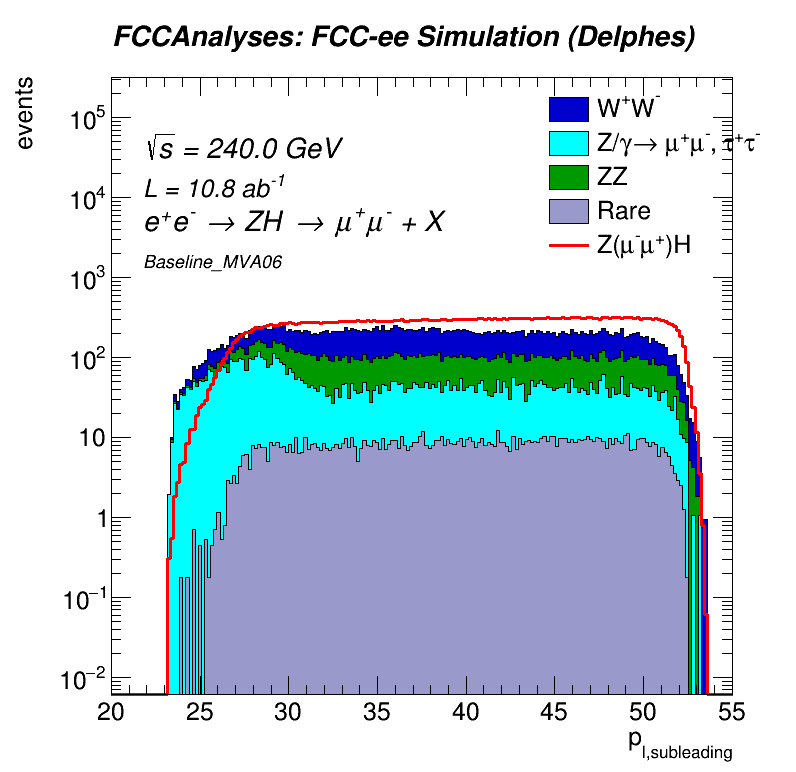 FCCAnalyses: FCC-ee Simulation (Delphes)
events
10⁵
10⁴
10³
10²
10
1
10⁻¹
10⁻²
√s = 240.0 GeV
L = 10.8 ab⁻¹
e⁺e⁻ → ZH → μ⁺μ⁻ + X
Baseline_MVA06
W⁺W⁻
Z/γ→ μ⁺μ⁻, τ⁺τ⁻
ZZ
Rare
Z(μ⁻μ⁺)H
20 25 30 35 40 45 50 55
p_{l,subleading}